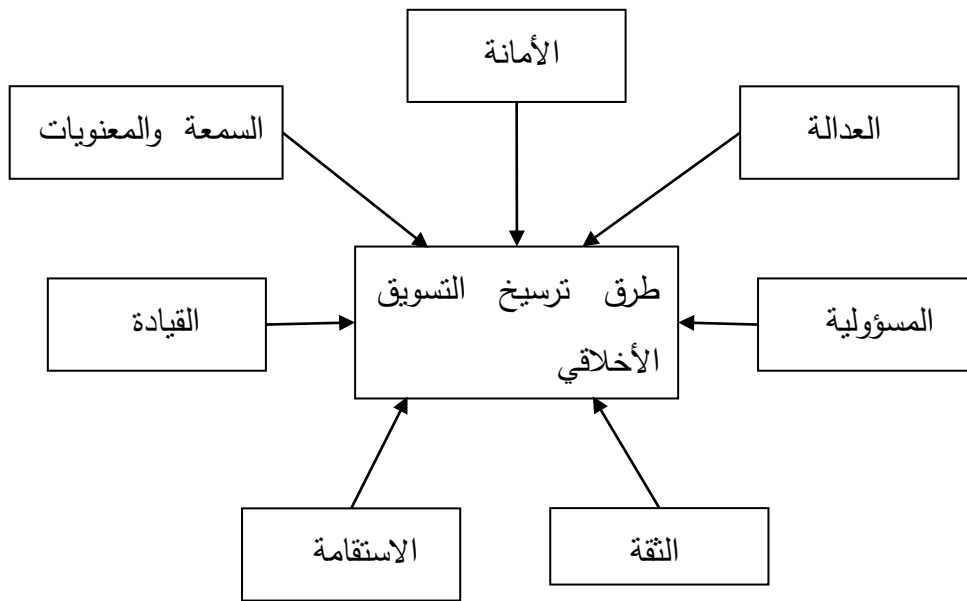 الأمانة
العدالة
السمعة والمعنويات
طرق ترسيخ التسويق
الأخلاقي
المسؤولية
القيادة
الثقة
الاستقامة